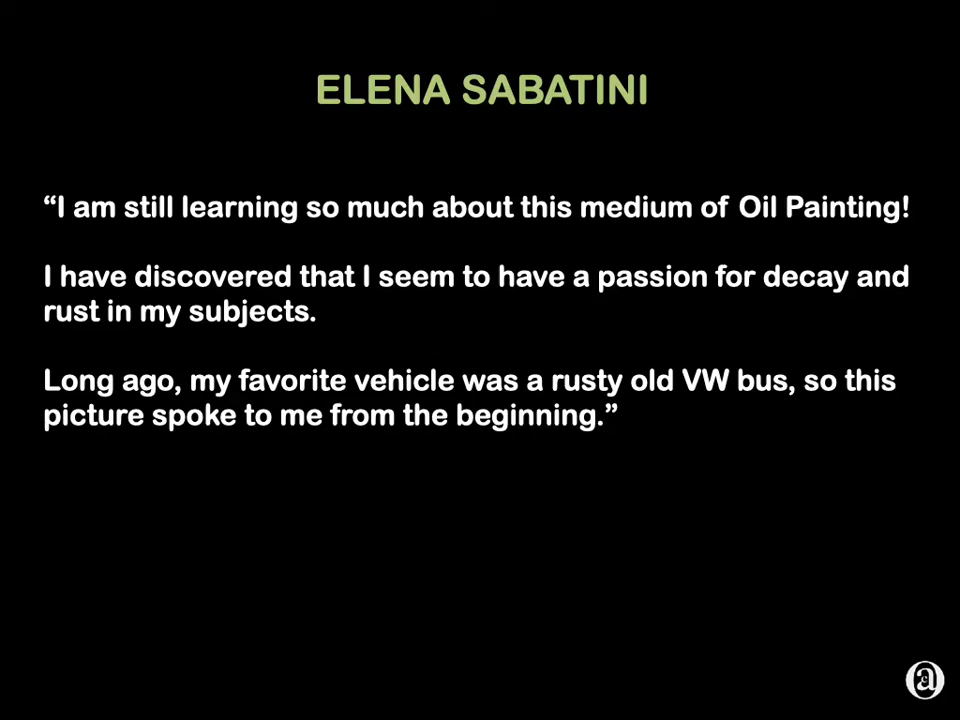 ELENA SABATINI
“I am still learning so much about this medium of Oil Painting!
I have discovered that I seem to have a passion for decay and
rust in my subjects.
Long ago, my favorite vehicle was a rusty old VW bus, so this
picture spoke to me from the beginning.”